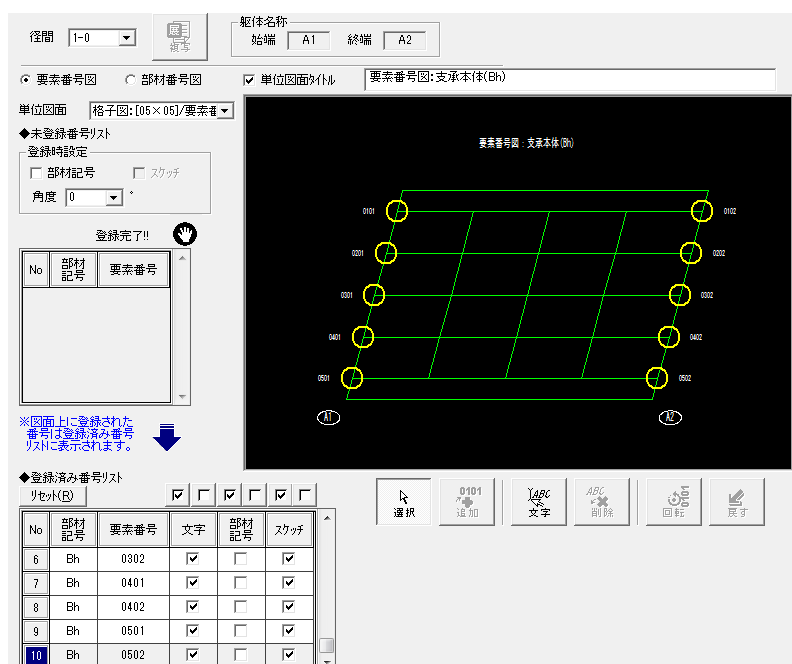 径間 1-0 展 複写 躯体名称 始端 A1 終端 A2
要素番号図 部材番号図 単位図面タイトル 要素番号図:支承本体(Bh)
単位図面 格子図:[05×05]/要素番
◆未登録番号リスト
登録時設定
部材記号 スケッチ
角度 0 °
登録完了!!
No 部材記号 要素番号
※図面上に登録された
番号は登録済み番号
リストに表示されます。
要素番号図:支承本体(Bh)
0101 0102
0201 0202
0301 0302
0401 0402
0501 0502
A1 A2
◆登録済み番号リスト
リセット(R)
選択 0101 追加 ABC 文字 ABC 削除 0101 回転 戻す
No 部材記号 要素番号 文字 部材記号 スケッチ
6 Bh 0302
7 Bh 0401
8 Bh 0402
9 Bh 0501
10 Bh 0502